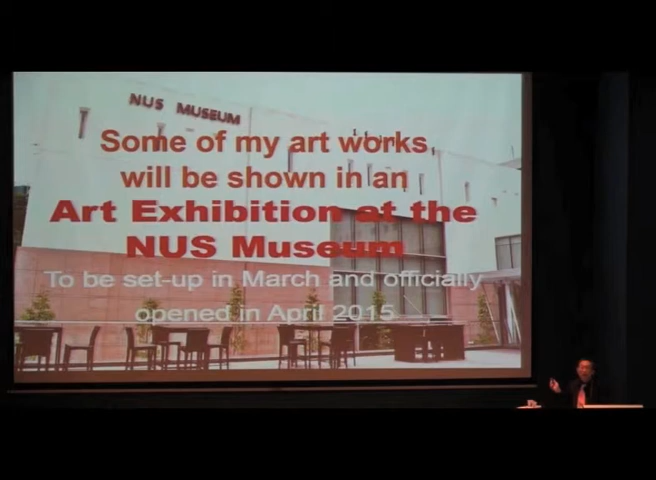 NUS MUSEUM
Some of my art works
will be shown in an
Art Exhibition at the
NUS Museum
To be set-up in March and officially
opened in April 2015